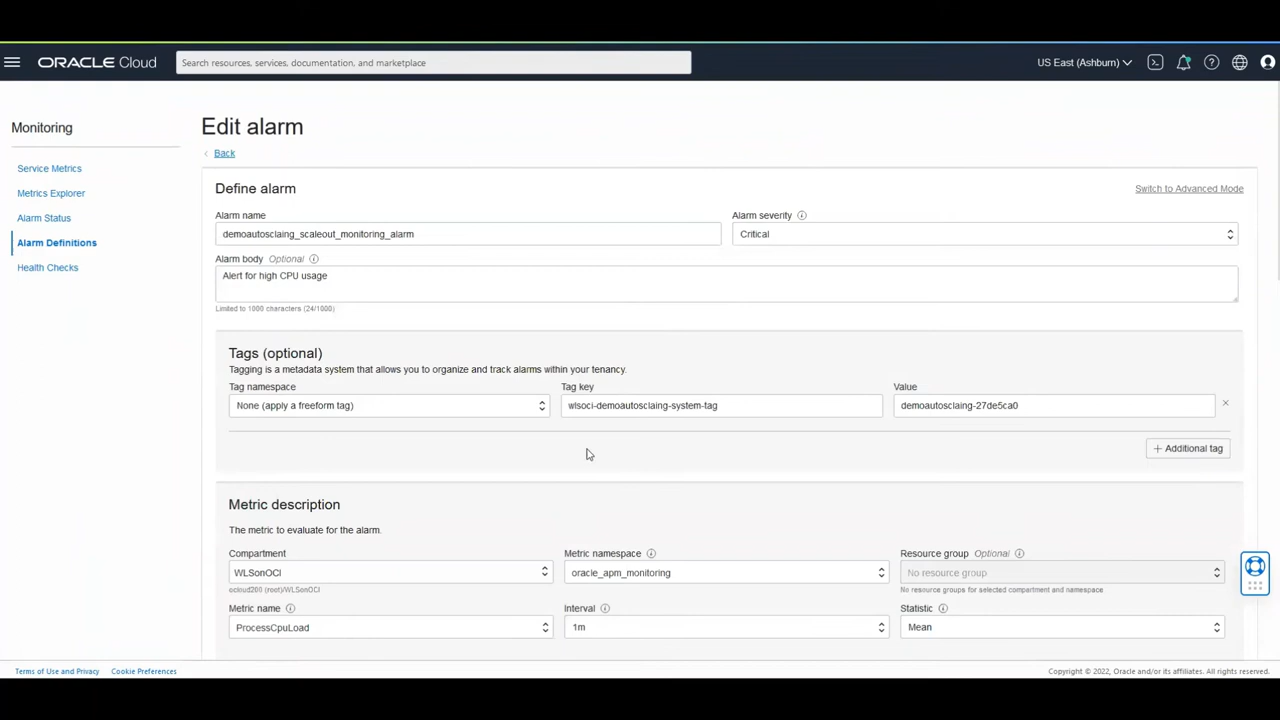 ORACLE Cloud
Search resources, services, documentation, and marketplace
US East (Ashburn)
Monitoring
Service Metrics
Metrics Explorer
Alarm Status
Alarm Definitions
Health Checks
Edit alarm
Back
Define alarm
Switch to Advanced Mode
Alarm name
Alarm severity
demoautosclaing_scaleout_monitoring_alarm
Critical
Alarm body Optional
Alert for high CPU usage
Limited to 1000 characters (24/1000)
Tags (optional)
Tagging is a metadata system that allows you to organize and track alarms within your tenancy.
Tag namespace
Tag key
Value
None (apply a freeform tag)
wlsoci-demoautosclaing-system-tag
demoautosclaing-27de5ca0
+ Additional tag
Metric description
The metric to evaluate for the alarm.
Compartment
Metric namespace
Resource group Optional
WLSonOCI
oracle_apm_monitoring
No resource group
ocloud200 (root)/WLSonOCI
No resource groups for selected compartment and namespace
Metric name
Interval
Statistic
ProcessCpuLoad
1m
Mean
Terms of Use and Privacy
Cookie Preferences
Copyright © 2022, Oracle and/or its affiliates. All rights reserved.